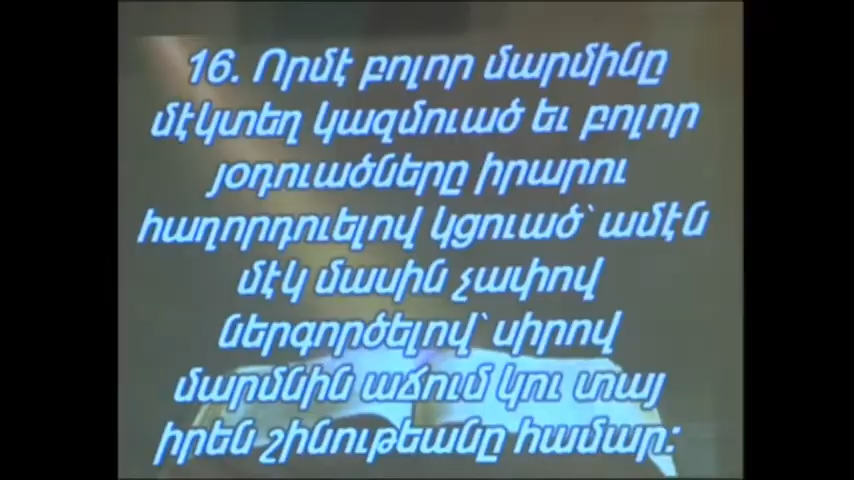 16. Որմէ բոլոր մարմինը
մէկտեղ կազմուած եւ բոլոր
յօդուածները իրարու
հաղորդուելով կցուած՝ ամէն
մէկ մասին չափով
ներգործելով՝ սիրով
մարմնին աճում կու տայ
իրեն շինութեանը համար։